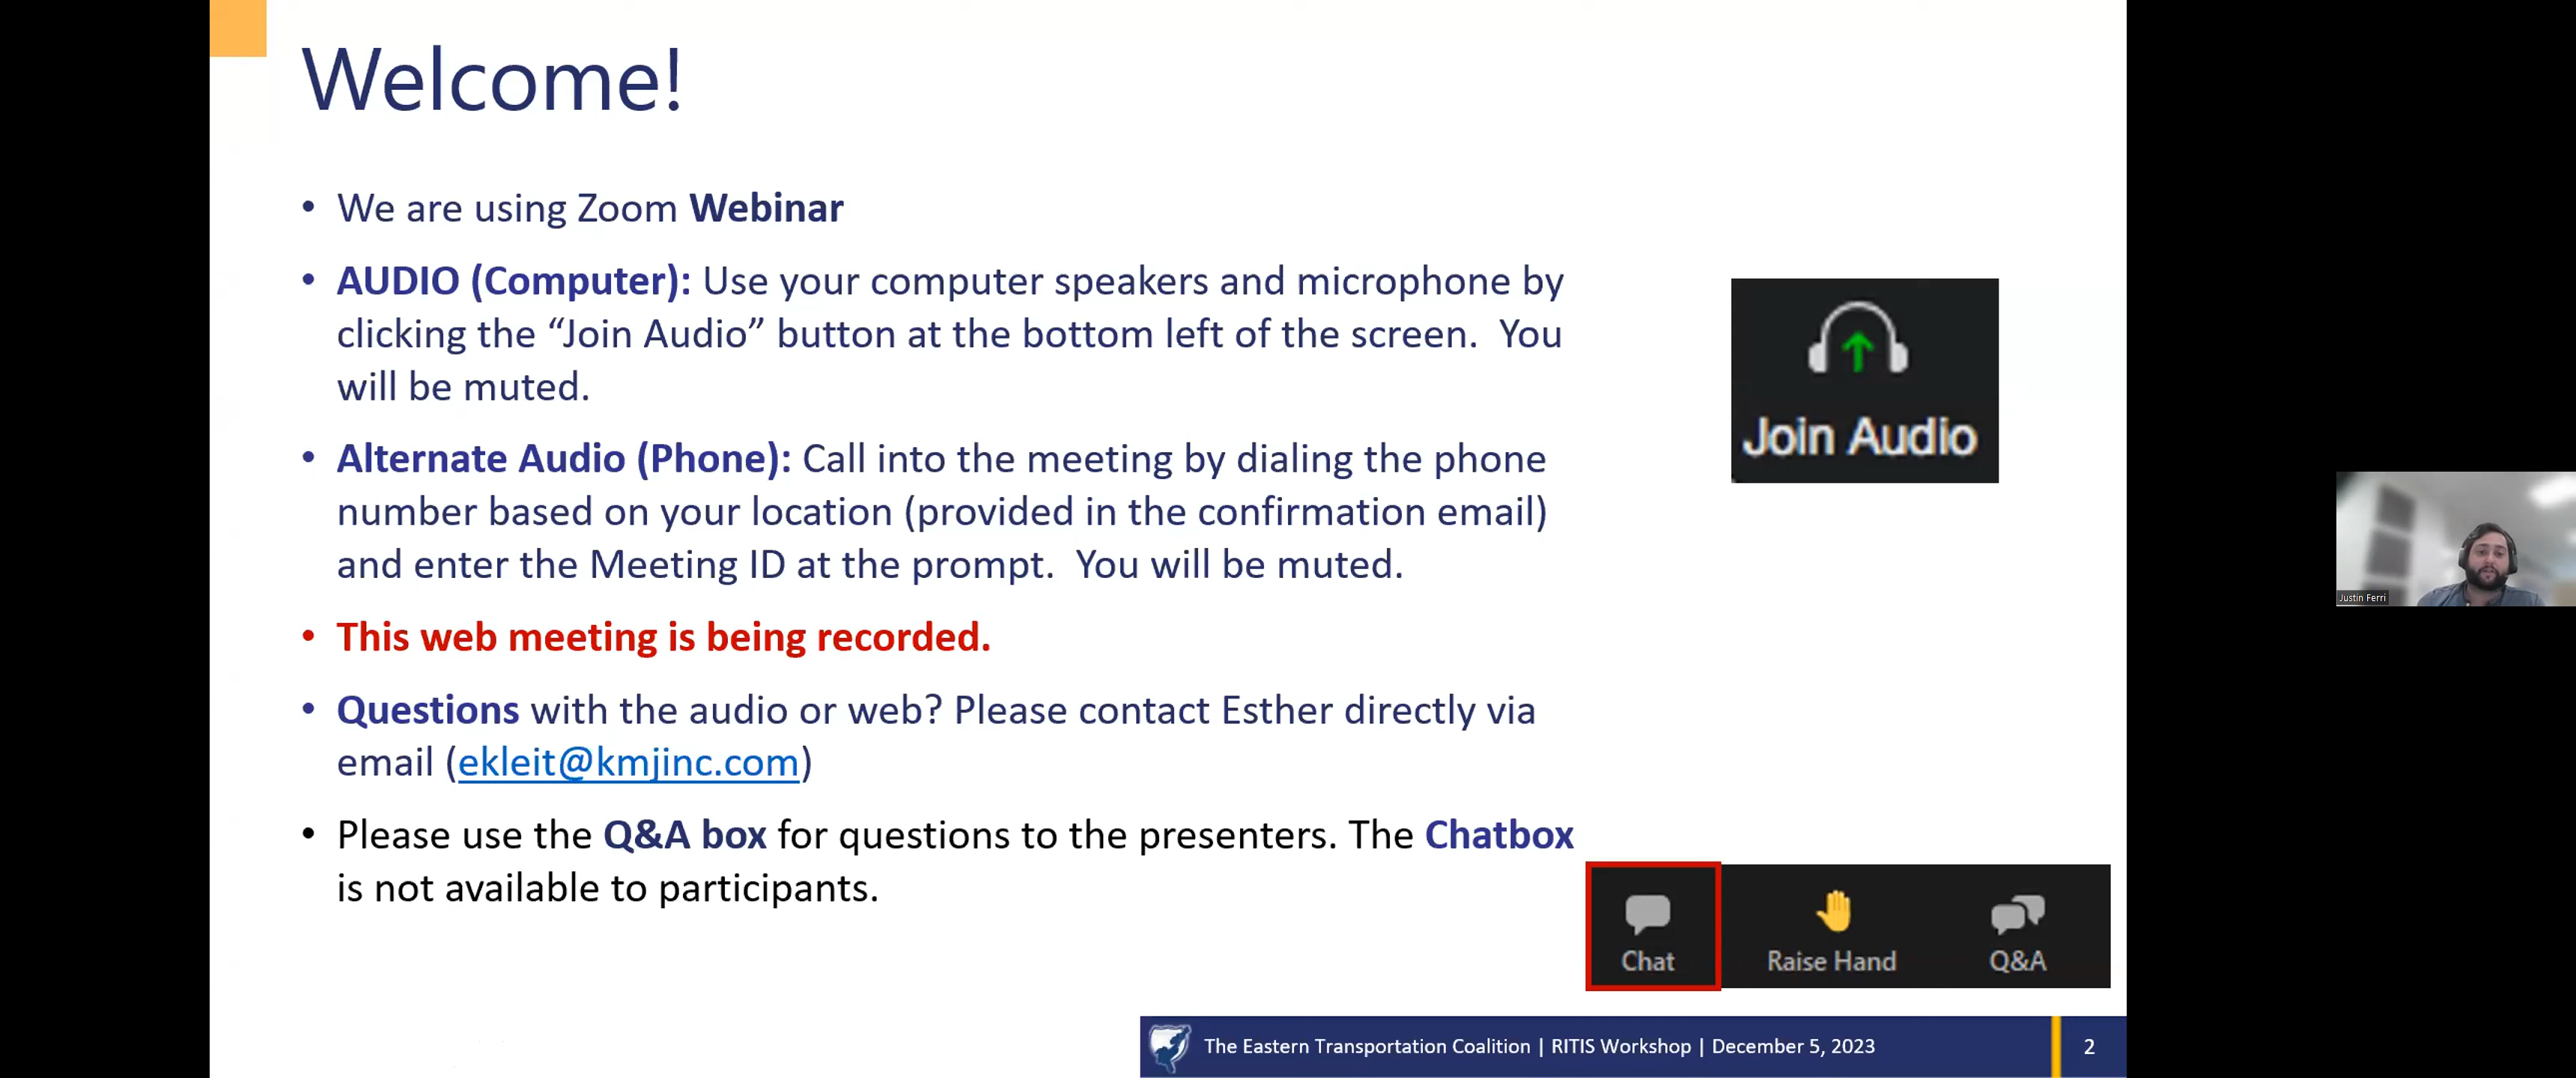 Welcome!
• We are using Zoom Webinar
• AUDIO (Computer): Use your computer speakers and microphone by
clicking the “Join Audio” button at the bottom left of the screen.  You
will be muted.
• Alternate Audio (Phone): Call into the meeting by dialing the phone
number based on your location (provided in the confirmation email)
and enter the Meeting ID at the prompt.  You will be muted.
• This web meeting is being recorded.
• Questions with the audio or web? Please contact Esther directly via
email (ekleit@kmjinc.com)
• Please use the Q&A box for questions to the presenters. The Chatbox
is not available to participants.
Join Audio
Justin Ferri
Chat
Raise Hand
Q&A
The Eastern Transportation Coalition | RITIS Workshop | December 5, 2023
2